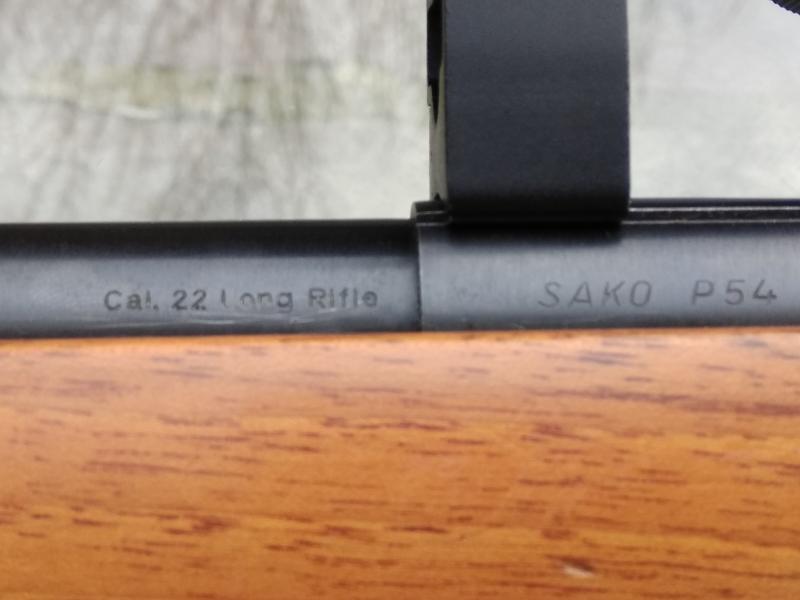 Cal. 22 Long Rifle
SAKO P54